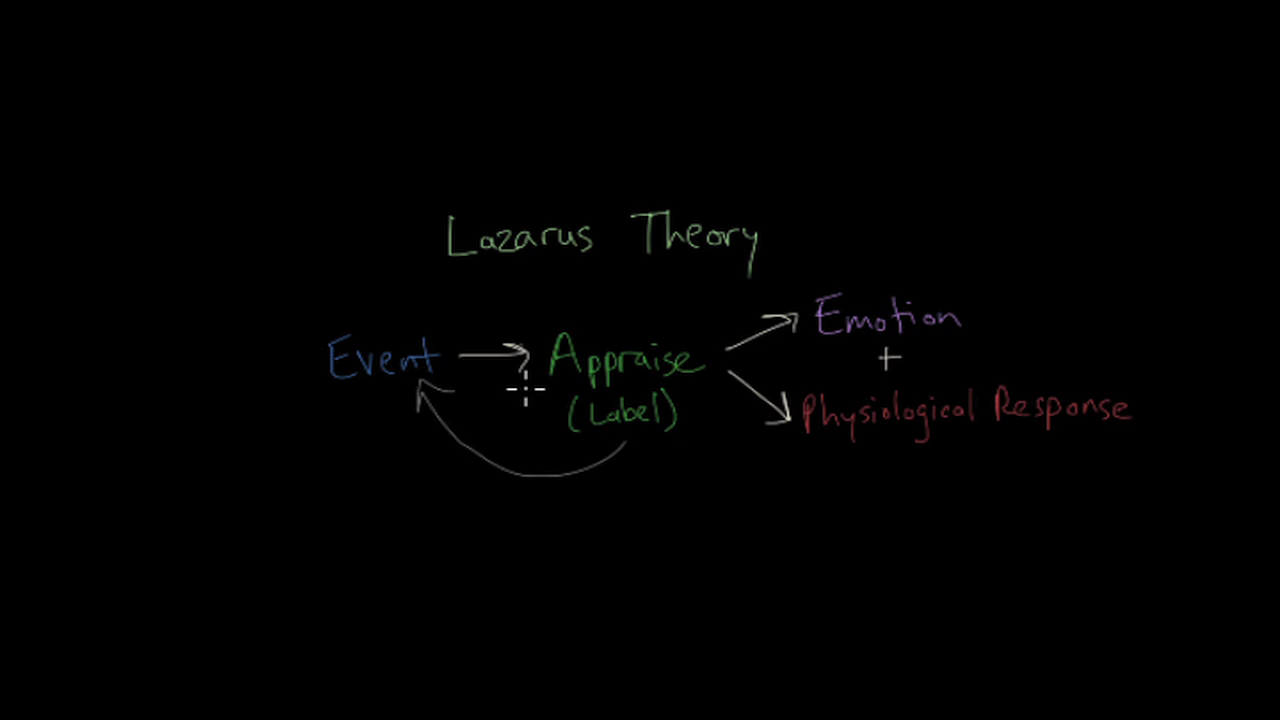 Lazarus Theory
Event → Appraise
(Label)
Emotion
+
Physiological Response